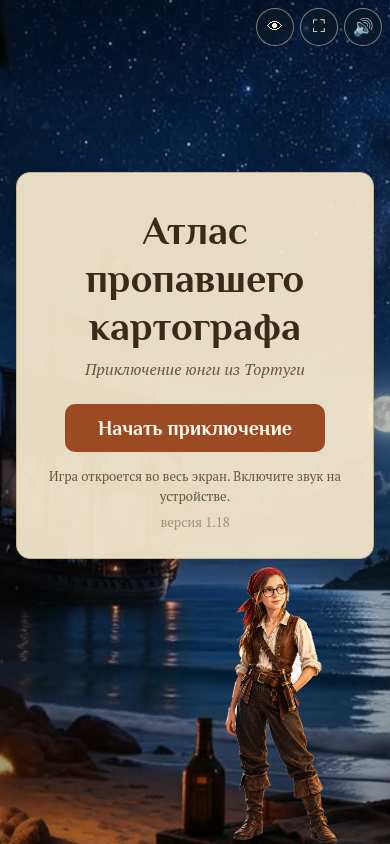 Атлас
пропавшего
картографа
Приключение юнги из Тортуги
Начать приключение
Игра откроется во весь экран. Включите звук на
устройстве.
версия 1.18